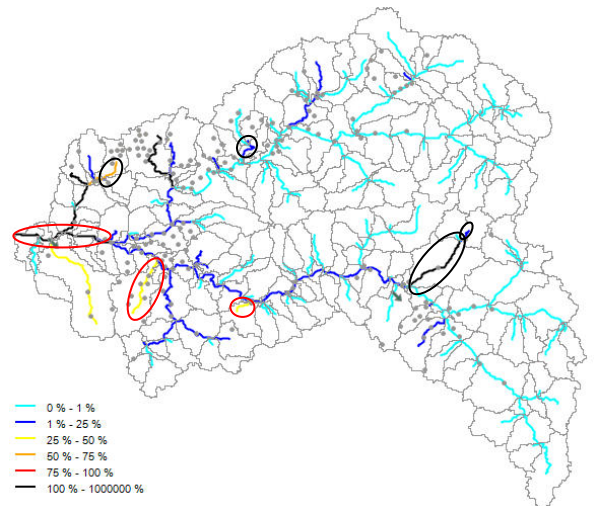 0 % - 1 %
1 % - 25 %
25 % - 50 %
50 % - 75 %
75 % - 100 %
100 % - 1000000 %